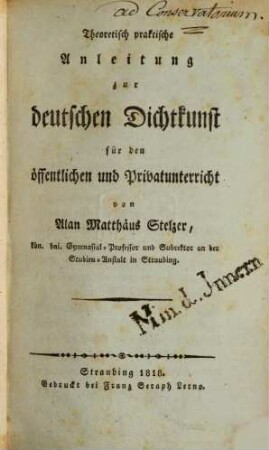 ad Conservatorium.
Theoretisch praktische
Anleitung
zur
deutschen Dichtkunst
für den
öffentlichen und Privatunterricht
von
Alan Matthäus Stelzer,
kön. bai. Gymnasial-Professor und Subrektor an der
Studien-Anstalt in Straubing.
Min. d. Innern
Straubing 1818.
Gedruckt bei Franz Seraph Lerno.